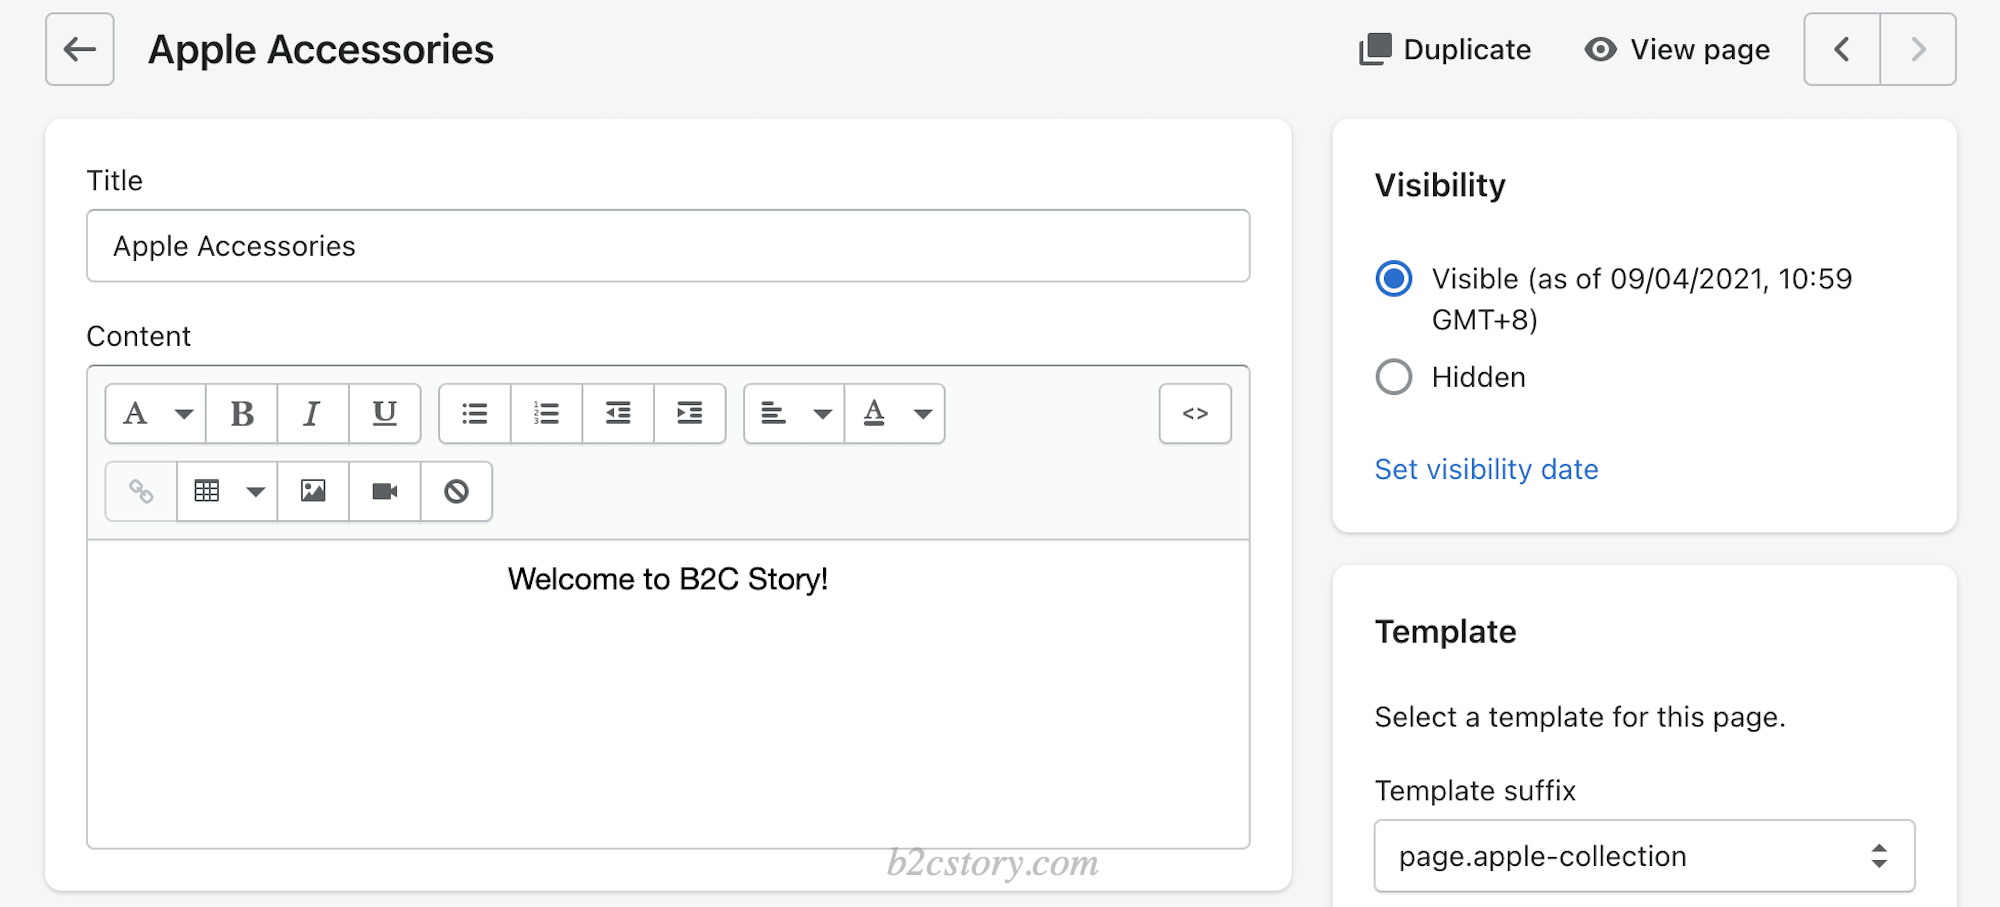 Apple Accessories
Duplicate
View page
Title
Apple Accessories
Content
A B I U
A
<>
Welcome to B2C Story!
b2cstory.com
Visibility
Visible (as of 09/04/2021, 10:59
GMT+8)
Hidden
Set visibility date
Template
Select a template for this page.
Template suffix
page.apple-collection